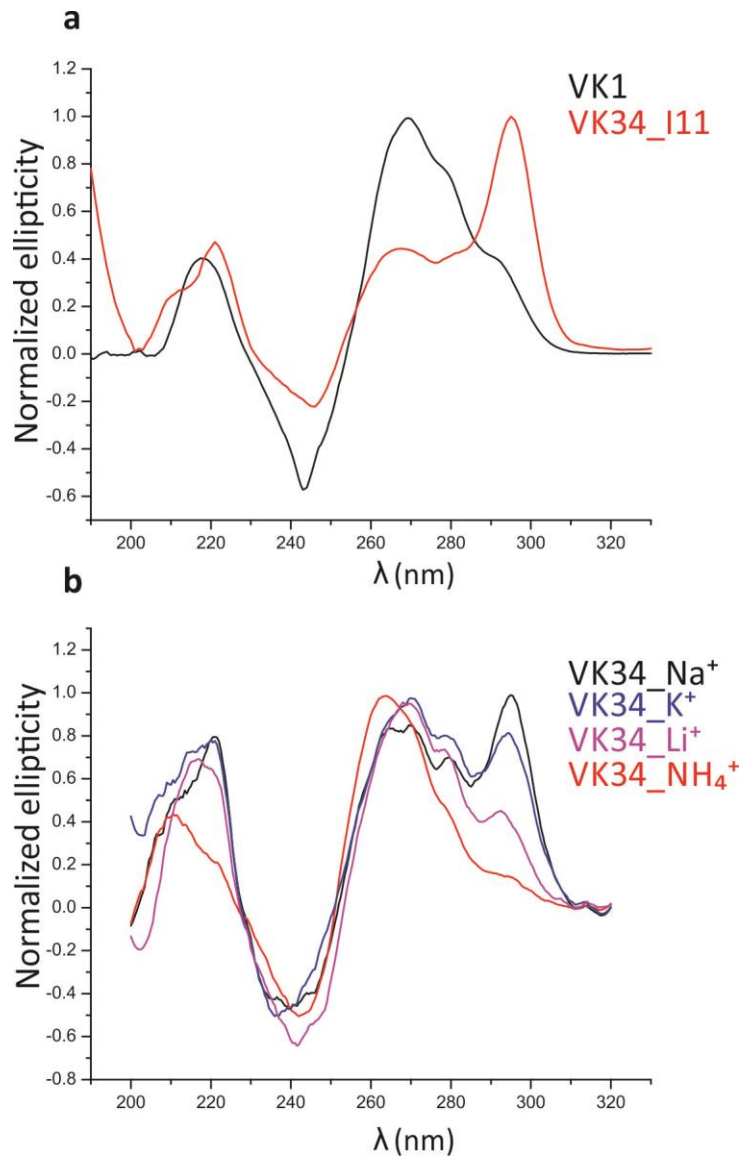 a
1.2
1.0
0.8
0.6
0.4
0.2
0.0
-0.2
-0.4
-0.6
Normalized ellipticity
VK1
VK34_I11
200 220 240 260 280 300 320
λ (nm)
b
1.2
1.0
0.8
0.6
0.4
0.2
0.0
-0.2
-0.4
-0.6
-0.8
Normalized ellipticity
VK34_Na⁺
VK34_K⁺
VK34_Li⁺
VK34_NH₄⁺
200 220 240 260 280 300 320
λ (nm)